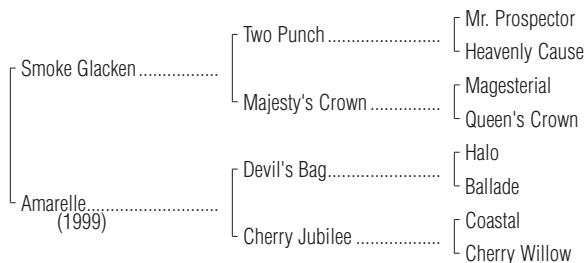 Mr. Prospector
Two Punch ........................
Heavenly Cause
Smoke Glacken .................
Magesterial
Majesty's Crown ...............
Queen's Crown
Halo
Devil's Bag........................
Ballade
Amarelle............................
(1999)
Coastal
Cherry Jubilee ..................
Cherry Willow